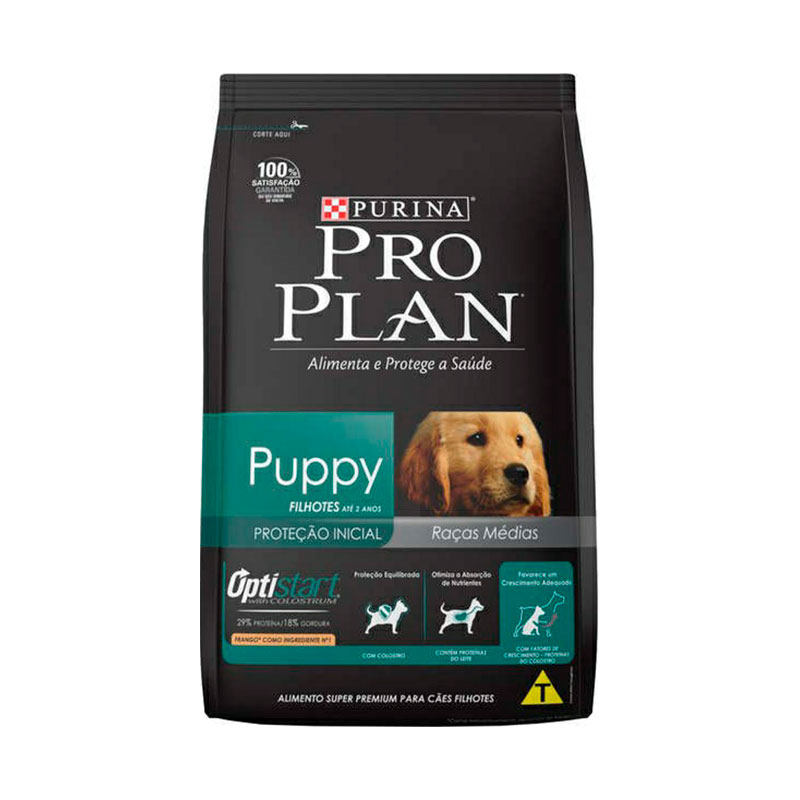 CORTE AQUI
100%
SATISFAÇÃO
GARANTIDA
PURINA®
PRO
PLAN®
Alimenta e Protege a Saúde
Puppy
FILHOTES ATÉ 2 ANOS
PROTEÇÃO INICIAL
Raças Médias
Optistart®
with COLOSTRUM
29% PROTEÍNA/18% GORDURA
FRANGO* COMO INGREDIENTE Nº1
Proteção Equilibrada
COM COLOSTRO
Otimiza a Absorção
de Nutrientes
CONTÉM PROTEÍNAS
DO LEITE
Favorece um
Crescimento Adequado
COM FATORES DE
CRESCIMENTO - PROTEÍNAS
DO COLOSTRO
ALIMENTO SUPER PREMIUM PARA CÃES FILHOTES
T